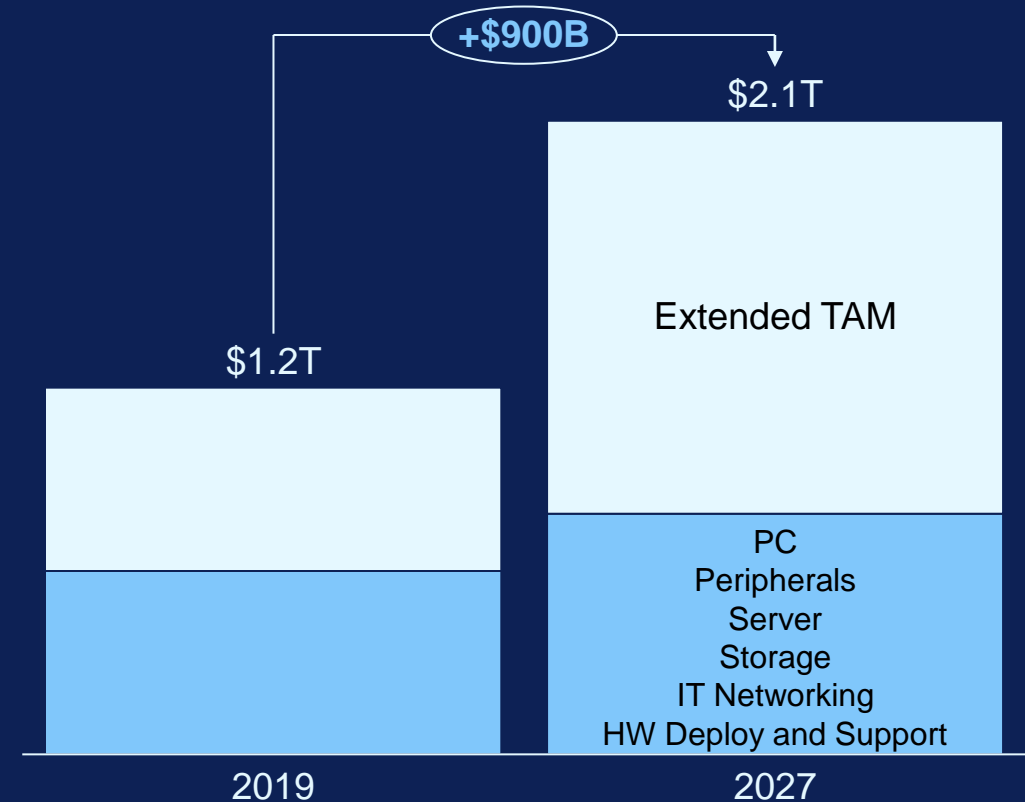 +$900B
$2.1T
$1.2T
Extended TAM
PC
Peripherals
Server
Storage
IT Networking
HW Deploy and Support
2019
2027